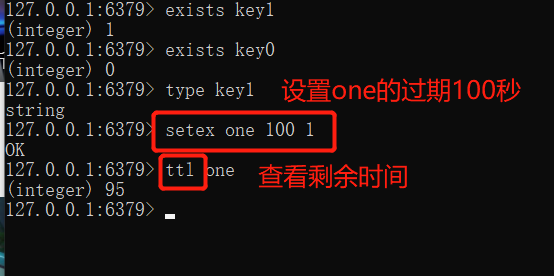 127.0.0.1:6379> exists key1
(integer) 1
127.0.0.1:6379> exists key0
(integer) 0
127.0.0.1:6379> type key1
设置one的过期100秒
string
127.0.0.1:6379> setex one 100 1
OK
127.0.0.1:6379> ttl one
查看剩余时间
(integer) 95
127.0.0.1:6379>